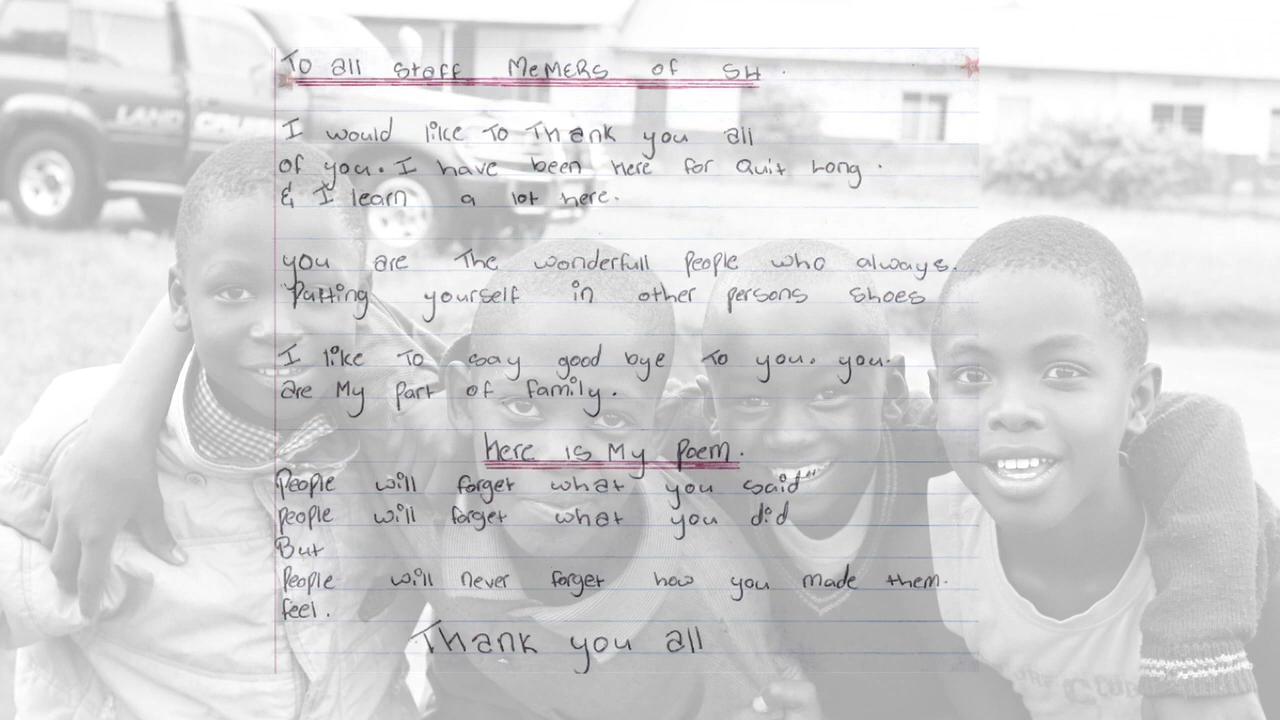 To all staff MeMERS of SH.
I would like To Thank you all
of you. I have been here for Quit Long.
& I learn a lot here.
you are The wonderfull People who always.
Putting yourself in other persons shoes
I like To say good bye To you. you.
are My part of family.
here is My Poem.
People will forget what you said"
people will forget what you did
But
People will never forget how you made them.
feel.
Thank you all
LAND CRUISER